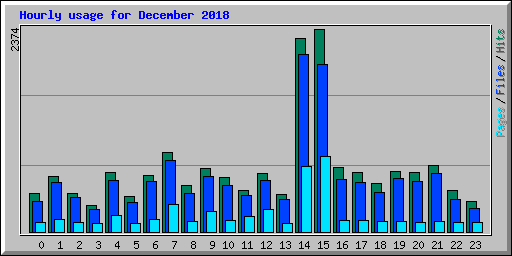 Hourly usage for December 2018
2374
Pages / Files / Hits
0 1 2 3 4 5 6 7 8 9 10 11 12 13 14 15 16 17 18 19 20 21 22 23